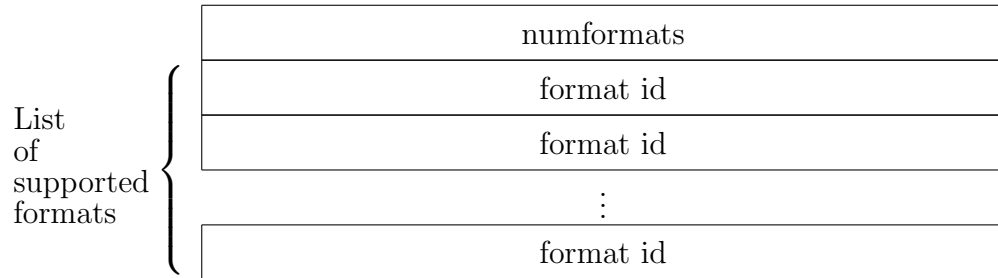 numformats
format id
format id
List
of
supported
formats
⋮
format id